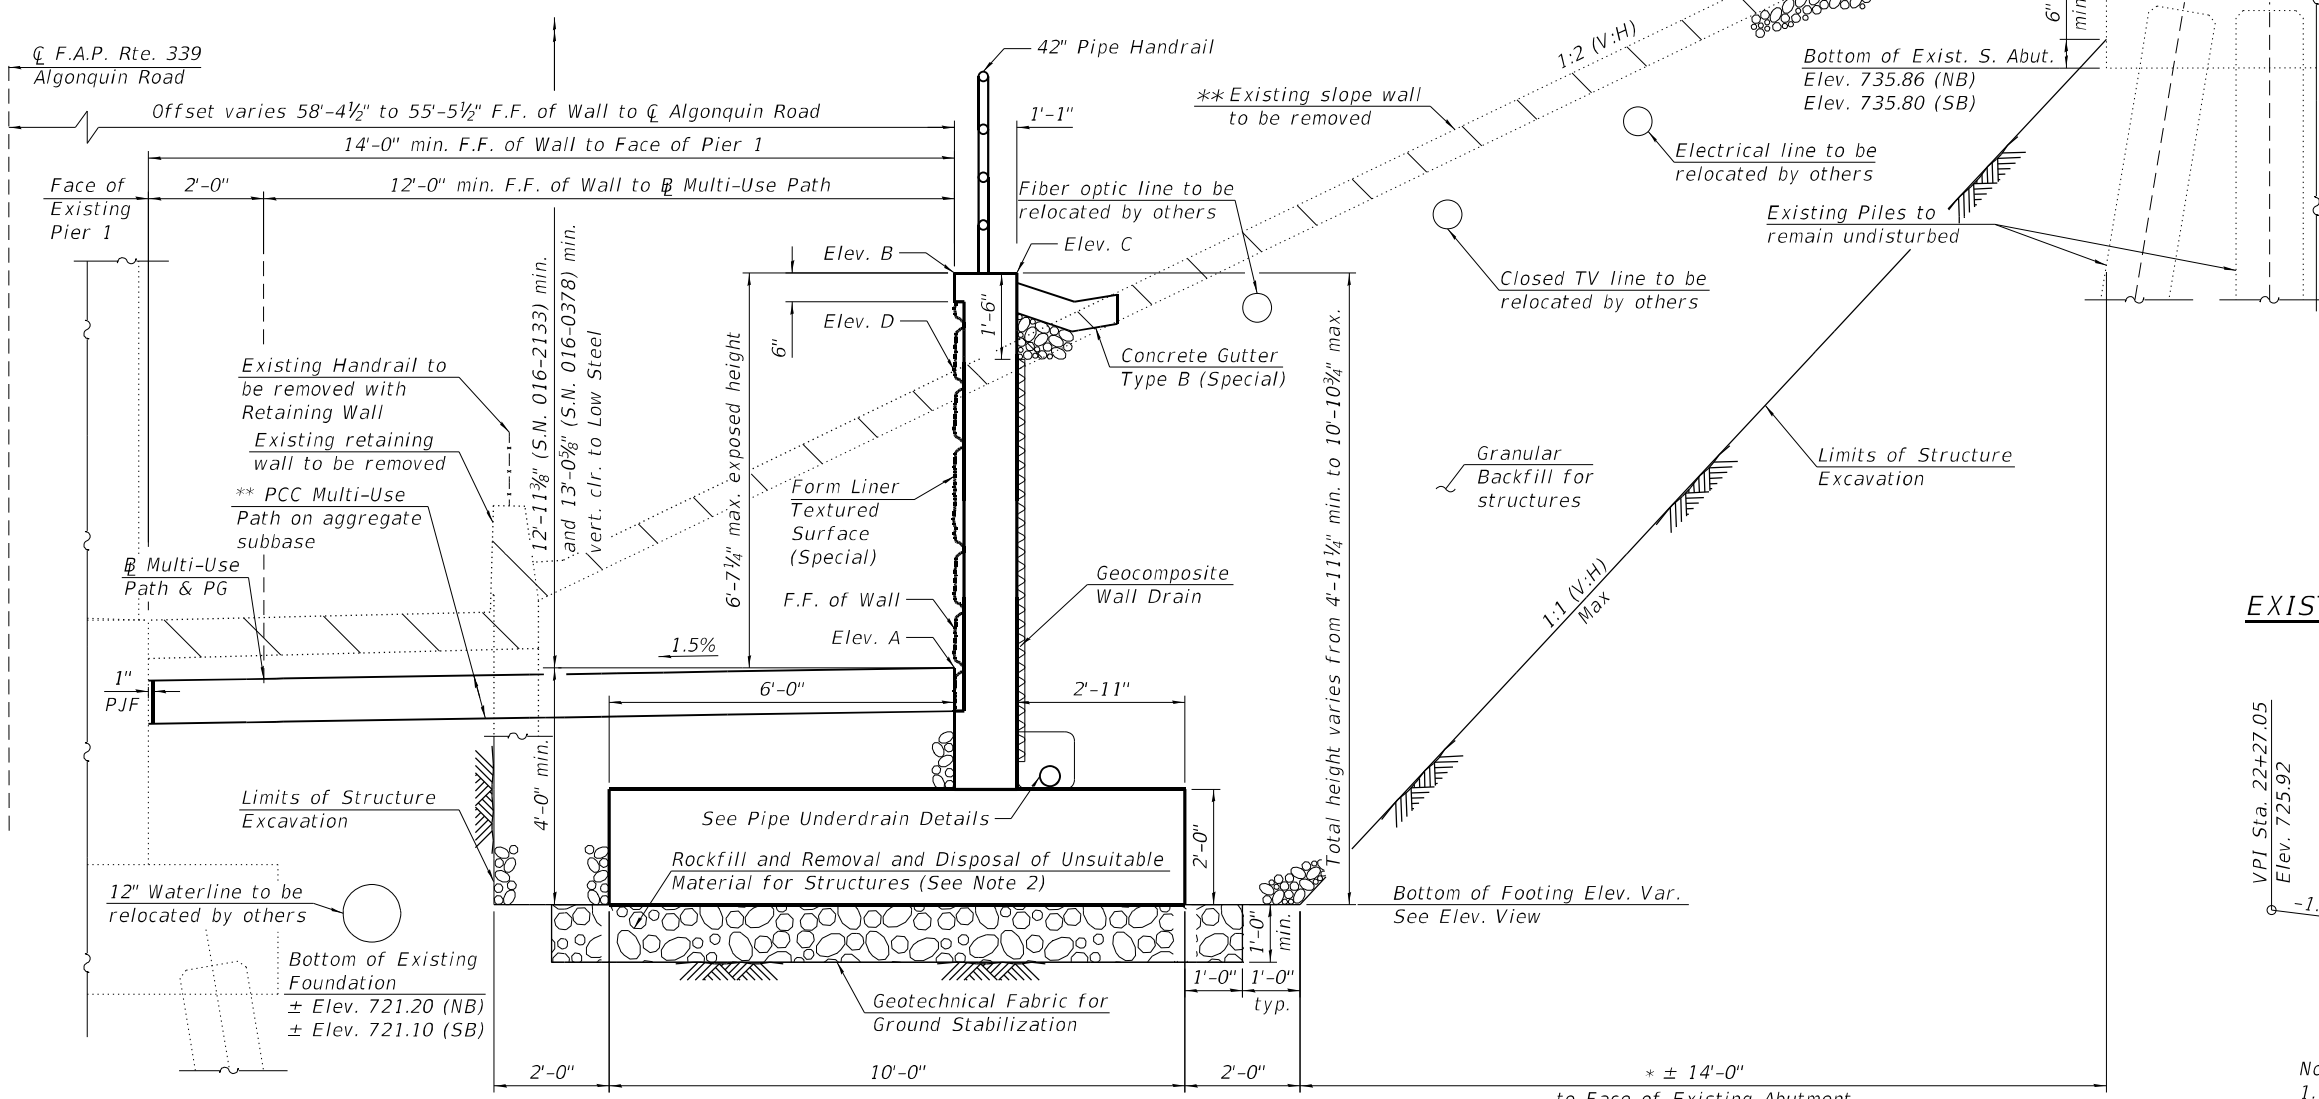 ℄ F.A.P. Rte. 339
Algonquin Road
Offset varies 58'-4½" to 55'-5½" F.F. of Wall to ℄ Algonquin Road
14'-0" min. F.F. of Wall to Face of Pier 1
Face of
Existing
Pier 1
2'-0"
12'-0" min. F.F. of Wall to ⅊ Multi-Use Path
42" Pipe Handrail
1'-1"
** Existing slope wall
to be removed
1:2 (V:H)
6"
min
Bottom of Exist. S. Abut.
Elev. 735.86 (NB)
Elev. 735.80 (SB)
Electrical line to be
relocated by others
Fiber optic line to be
relocated by others
Existing Piles to
remain undisturbed
Closed TV line to be
relocated by others
Elev. B
Elev. C
Elev. D
6"
1'-6"
Concrete Gutter
Type B (Special)
12'-11⅜" (S.N. 016-2133) min.
and 13'-0⅝" (S.N. 016-0378) min.
vert. clr. to Low Steel
6'-7¼" max. exposed height
Total height varies from 4'-11¼" min. to 10'-10¾" max.
Existing Handrail to
be removed with
Retaining Wall
Existing retaining
wall to be removed
** PCC Multi-Use
Path on aggregate
subbase
⅊ Multi-Use
Path & PG
Form Liner
Textured
Surface
(Special)
Granular
Backfill for
structures
Limits of Structure
Excavation
1:1 (V:H)
Max
Geocomposite
Wall Drain
F.F. of Wall
Elev. A
1.5%
1"
PJF
6'-0"
2'-11"
4'-0" min.
Limits of Structure
Excavation
See Pipe Underdrain Details
Rockfill and Removal and Disposal of Unsuitable
Material for Structures (See Note 2)
2'-0"
Bottom of Footing Elev. Var.
See Elev. View
12" Waterline to be
relocated by others
Bottom of Existing
Foundation
± Elev. 721.20 (NB)
± Elev. 721.10 (SB)
1'-0"
min.
1'-0"
1'-0"
typ.
Geotechnical Fabric for
Ground Stabilization
2'-0"
10'-0"
2'-0"
* ± 14'-0"
to Face of Existing Abutment
EXIS
VPI Sta. 22+27.05
Elev. 725.92
-1.
No
1.